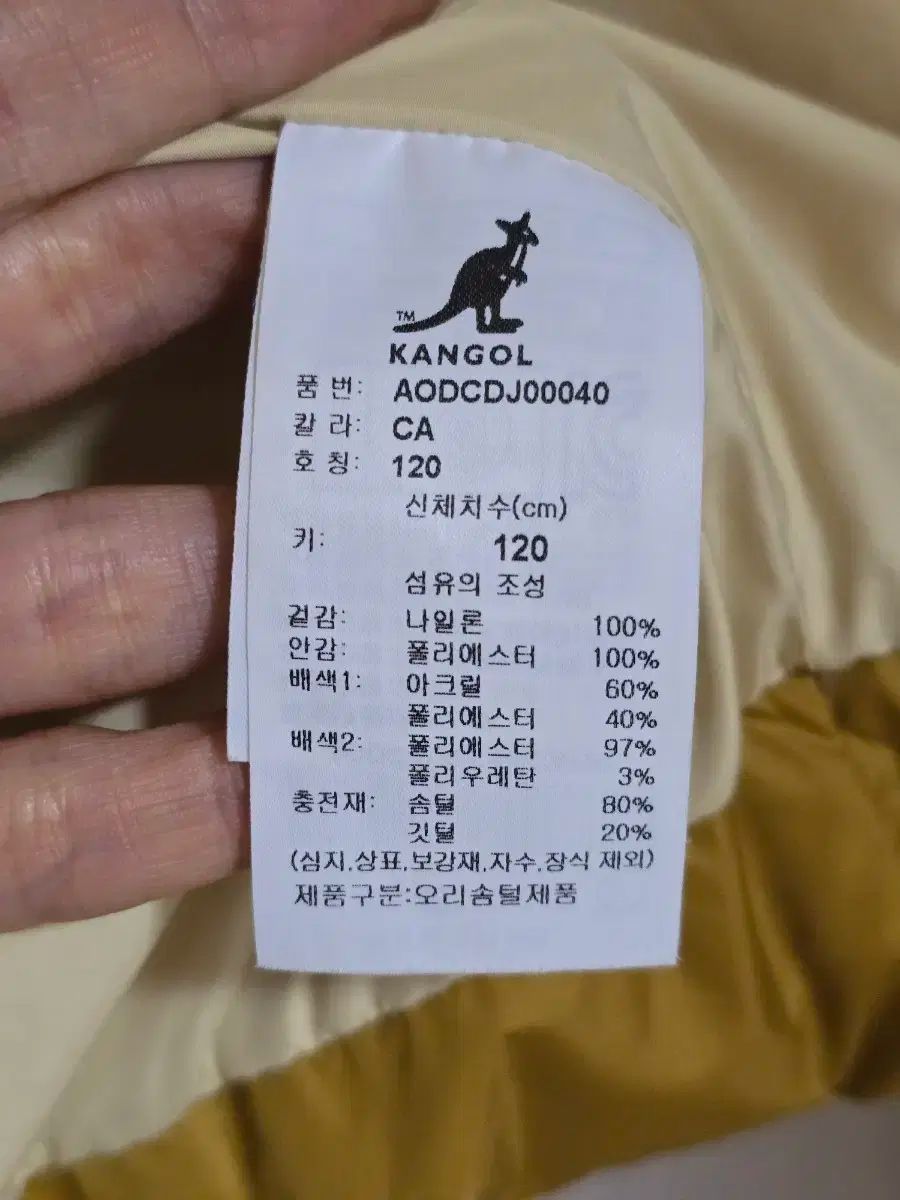 TM
KANGOL
품 번: AODCDJ00040
칼 라: CA
호 칭: 120
신체치수(cm)
키: 120
섬유의 조성
겉감: 나일론 100%
안감: 폴리에스터 100%
배색1: 아크릴 60%
폴리에스터 40%
배색2: 폴리에스터 97%
폴리우레탄 3%
충전재: 솜털 80%
깃털 20%
(심지,상표,보강재,자수,장식 제외)
제품구분:오리솜털제품